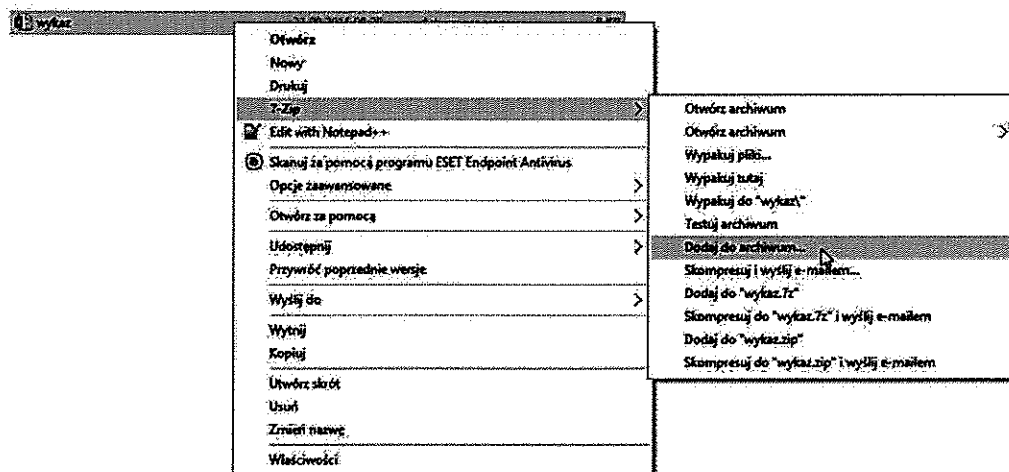 wykaz
Otwórz
Nowy
Drukuj
7-Zip
Edit with Notepad++
Skanuj za pomocą programu ESET Endpoint Antivirus
Opcje zaawansowane
Otwórz za pomocą
Udostępnij
Przywróć poprzednie wersje
Wyślij do
Wytnij
Kopiuj
Utwórz skrót
Usuń
Zmień nazwę
Właściwości
Otwórz archiwum
Otwórz archiwum
Wypakuj pliki...
Wypakuj tutaj
Wypakuj do "wykaz\"
Testuj archiwum
Dodaj do archiwum...
Skompresuj i wyślij e-mailem...
Dodaj do "wykaz.7z"
Skompresuj do "wykaz.7z" i wyślij e-mailem
Dodaj do "wykaz.zip"
Skompresuj do "wykaz.zip" i wyślij e-mailem